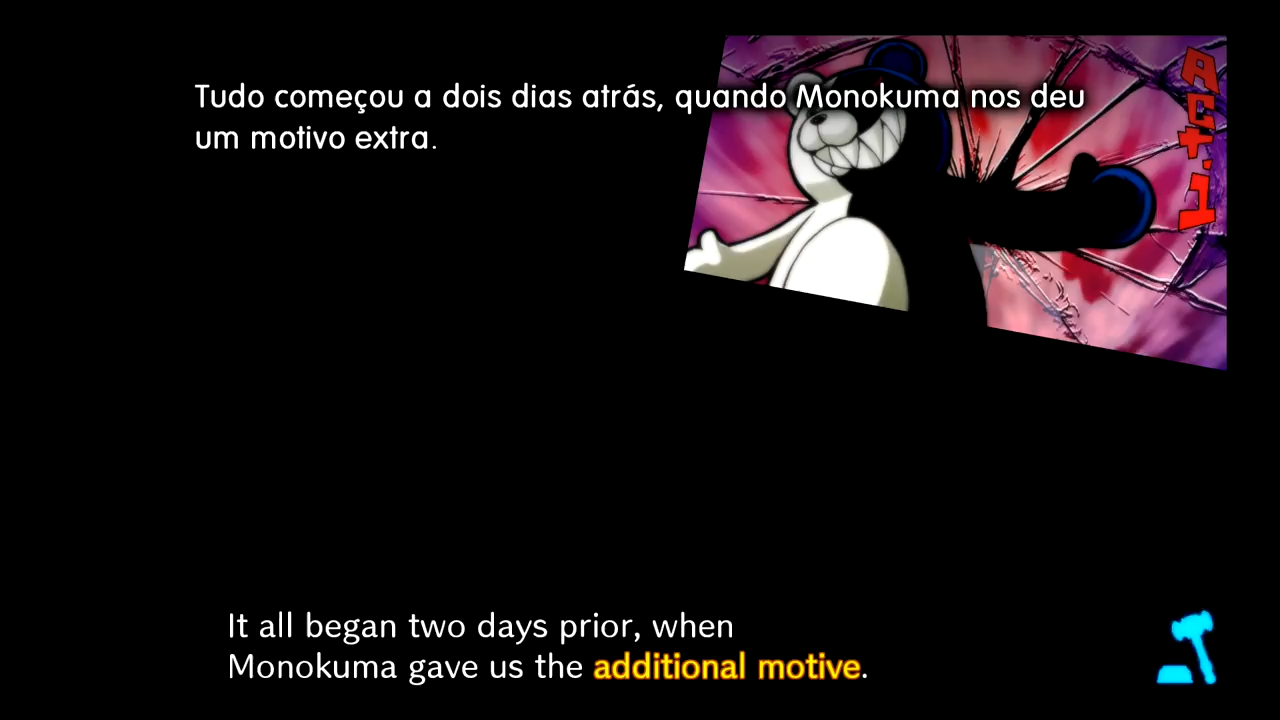 Tudo começou a dois dias atrás, quando Monokuma nos deu
um motivo extra.
Act.1
It all began two days prior, when
Monokuma gave us the additional motive.